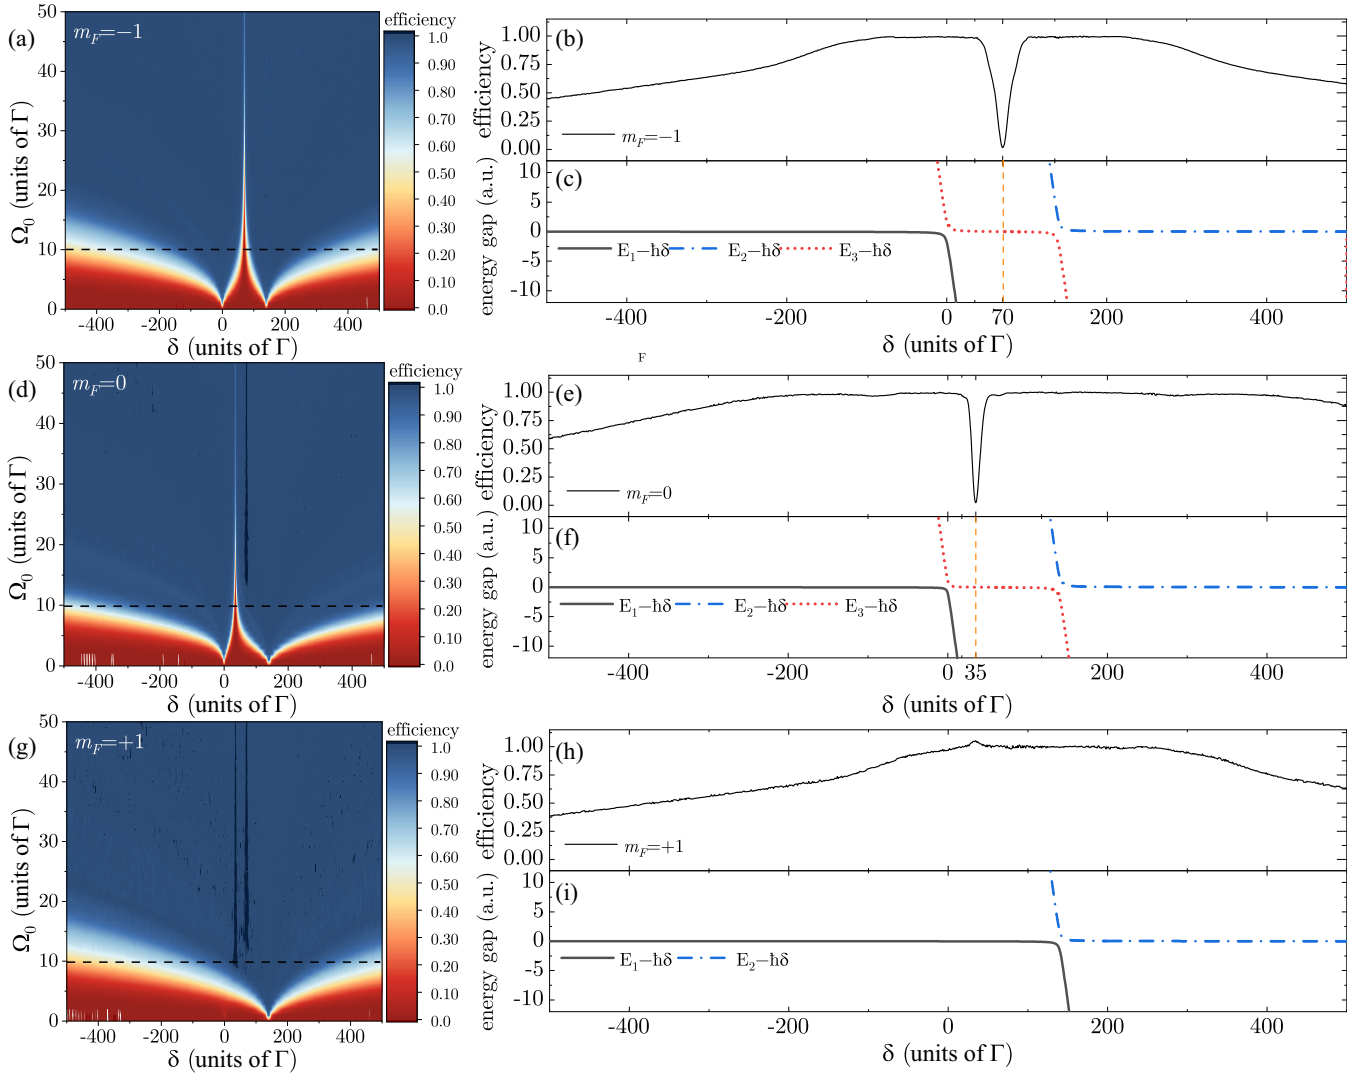 (a)
m_F=−1
Ω₀ (units of Γ)
50
40
30
20
10
0
-400 -200 0 200 400
δ (units of Γ)
efficiency
1.0
0.90
0.80
0.70
0.60
0.50
0.40
0.30
0.20
0.10
0.0
(b)
efficiency
1.00
0.75
0.50
0.25
0.00
m_F=−1
(c)
energy gap (a.u.)
10
5
0
-5
-10
E₁−ħδ E₂−ħδ E₃−ħδ
-400 -200 0 70 200 400
δ (units of Γ)
F
(d)
m_F=0
Ω₀ (units of Γ)
50
40
30
20
10
0
-400 -200 0 200 400
δ (units of Γ)
efficiency
1.0
0.90
0.80
0.70
0.60
0.50
0.40
0.30
0.20
0.10
0.0
(e)
efficiency
1.00
0.75
0.50
0.25
0.00
m_F=0
(f)
energy gap (a.u.)
10
5
0
-5
-10
E₁−ħδ E₂−ħδ E₃−ħδ
-400 -200 0 35 200 400
δ (units of Γ)
(g)
m_F=+1
Ω₀ (units of Γ)
50
40
30
20
10
0
-400 -200 0 200 400
δ (units of Γ)
efficiency
1.0
0.90
0.80
0.70
0.60
0.50
0.40
0.30
0.20
0.10
0.0
(h)
efficiency
1.00
0.75
0.50
0.25
0.00
m_F=+1
(i)
energy gap (a.u.)
10
5
0
-5
-10
E₁−ħδ E₂−ħδ
-400 -200 0 200 400
δ (units of Γ)